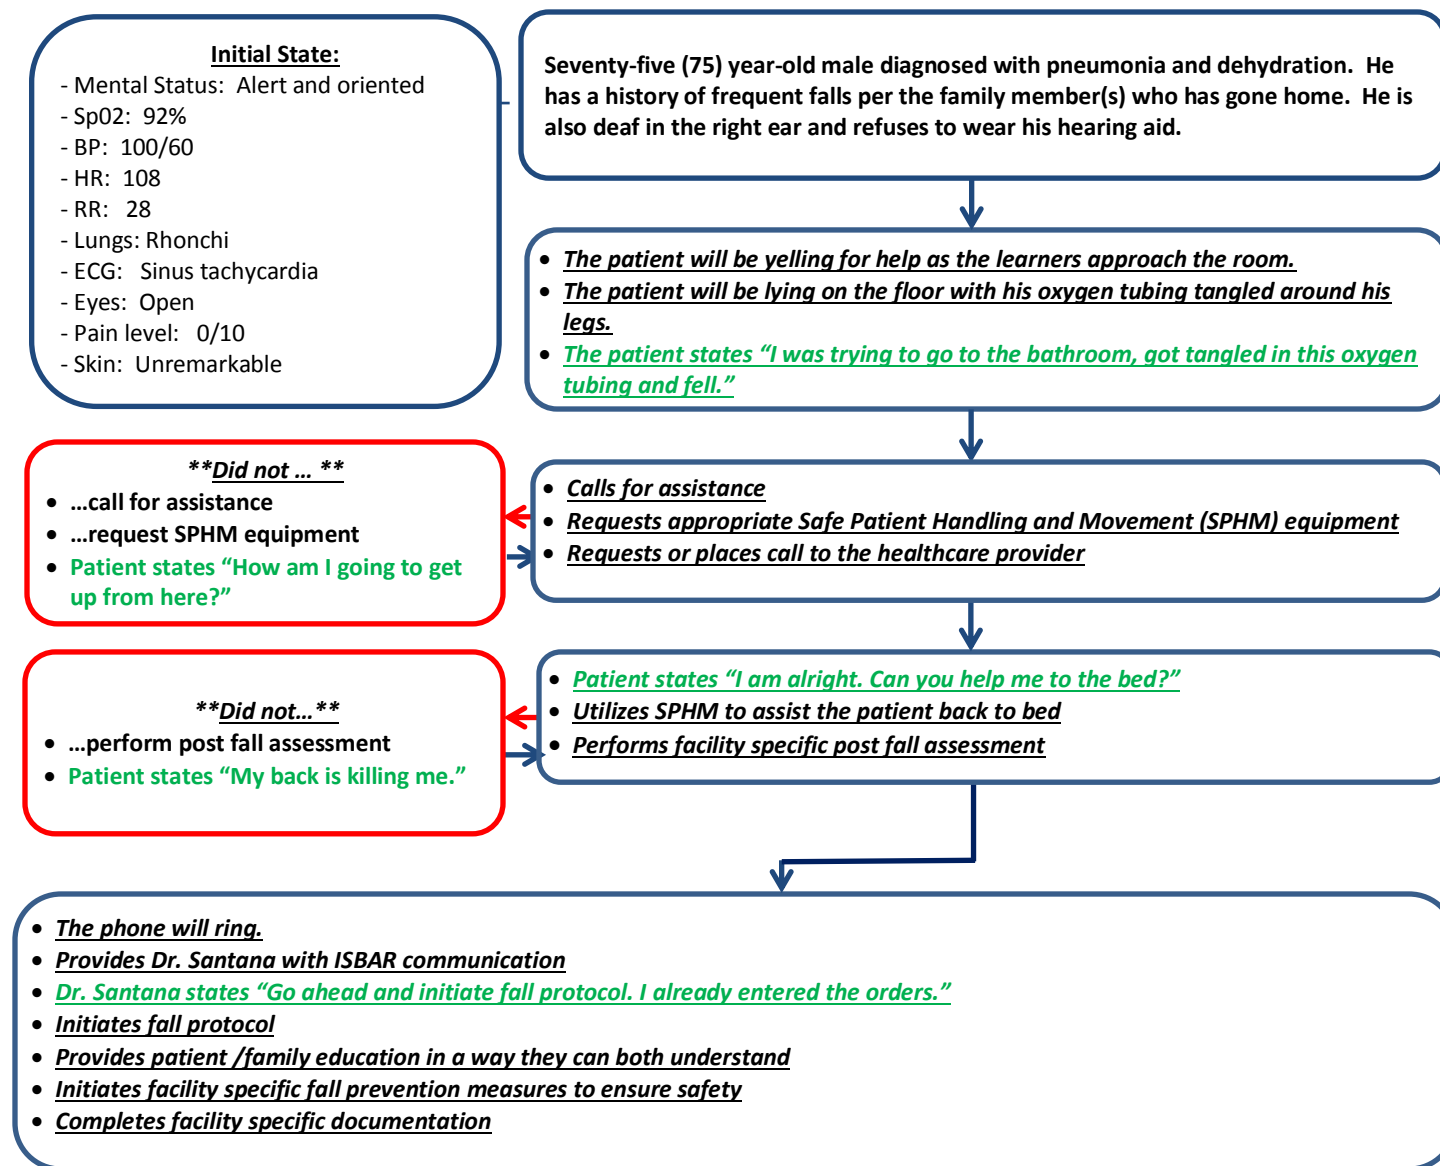 Initial State:
- Mental Status:  Alert and oriented
- Sp02:  92%
- BP:  100/60
- HR:  108
- RR:   28
- Lungs: Rhonchi
- ECG:   Sinus tachycardia
- Eyes:  Open
- Pain level:   0/10
- Skin:  Unremarkable
Seventy-five (75) year-old male diagnosed with pneumonia and dehydration.  He
has a history of frequent falls per the family member(s) who has gone home.  He is
also deaf in the right ear and refuses to wear his hearing aid.
• The patient will be yelling for help as the learners approach the room.
• The patient will be lying on the floor with his oxygen tubing tangled around his
legs.
• The patient states “I was trying to go to the bathroom, got tangled in this oxygen
tubing and fell.”
**Did not … **
• …call for assistance
• …request SPHM equipment
• Patient states “How am I going to get
up from here?”
• Calls for assistance
• Requests appropriate Safe Patient Handling and Movement (SPHM) equipment
• Requests or places call to the healthcare provider
**Did not…**
• …perform post fall assessment
• Patient states “My back is killing me.”
• Patient states “I am alright. Can you help me to the bed?”
• Utilizes SPHM to assist the patient back to bed
• Performs facility specific post fall assessment
• The phone will ring.
• Provides Dr. Santana with ISBAR communication
• Dr. Santana states “Go ahead and initiate fall protocol. I already entered the orders.”
• Initiates fall protocol
• Provides patient /family education in a way they can both understand
• Initiates facility specific fall prevention measures to ensure safety
• Completes facility specific documentation